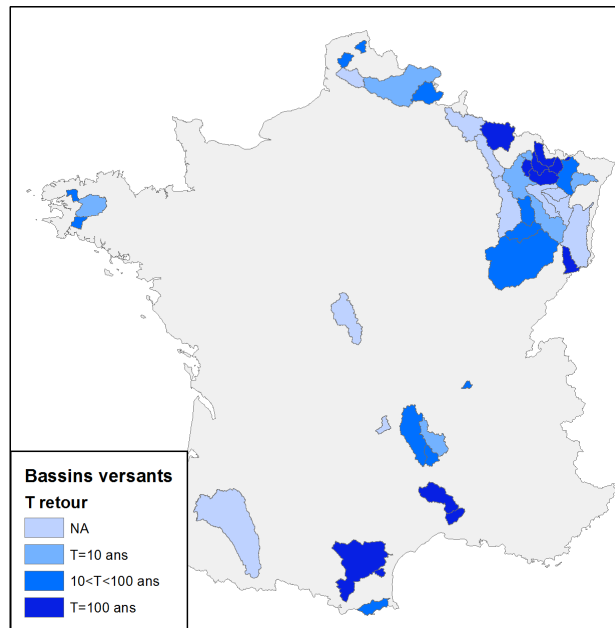 Bassins versants
T retour
NA
T=10 ans
10<T<100 ans
T=100 ans